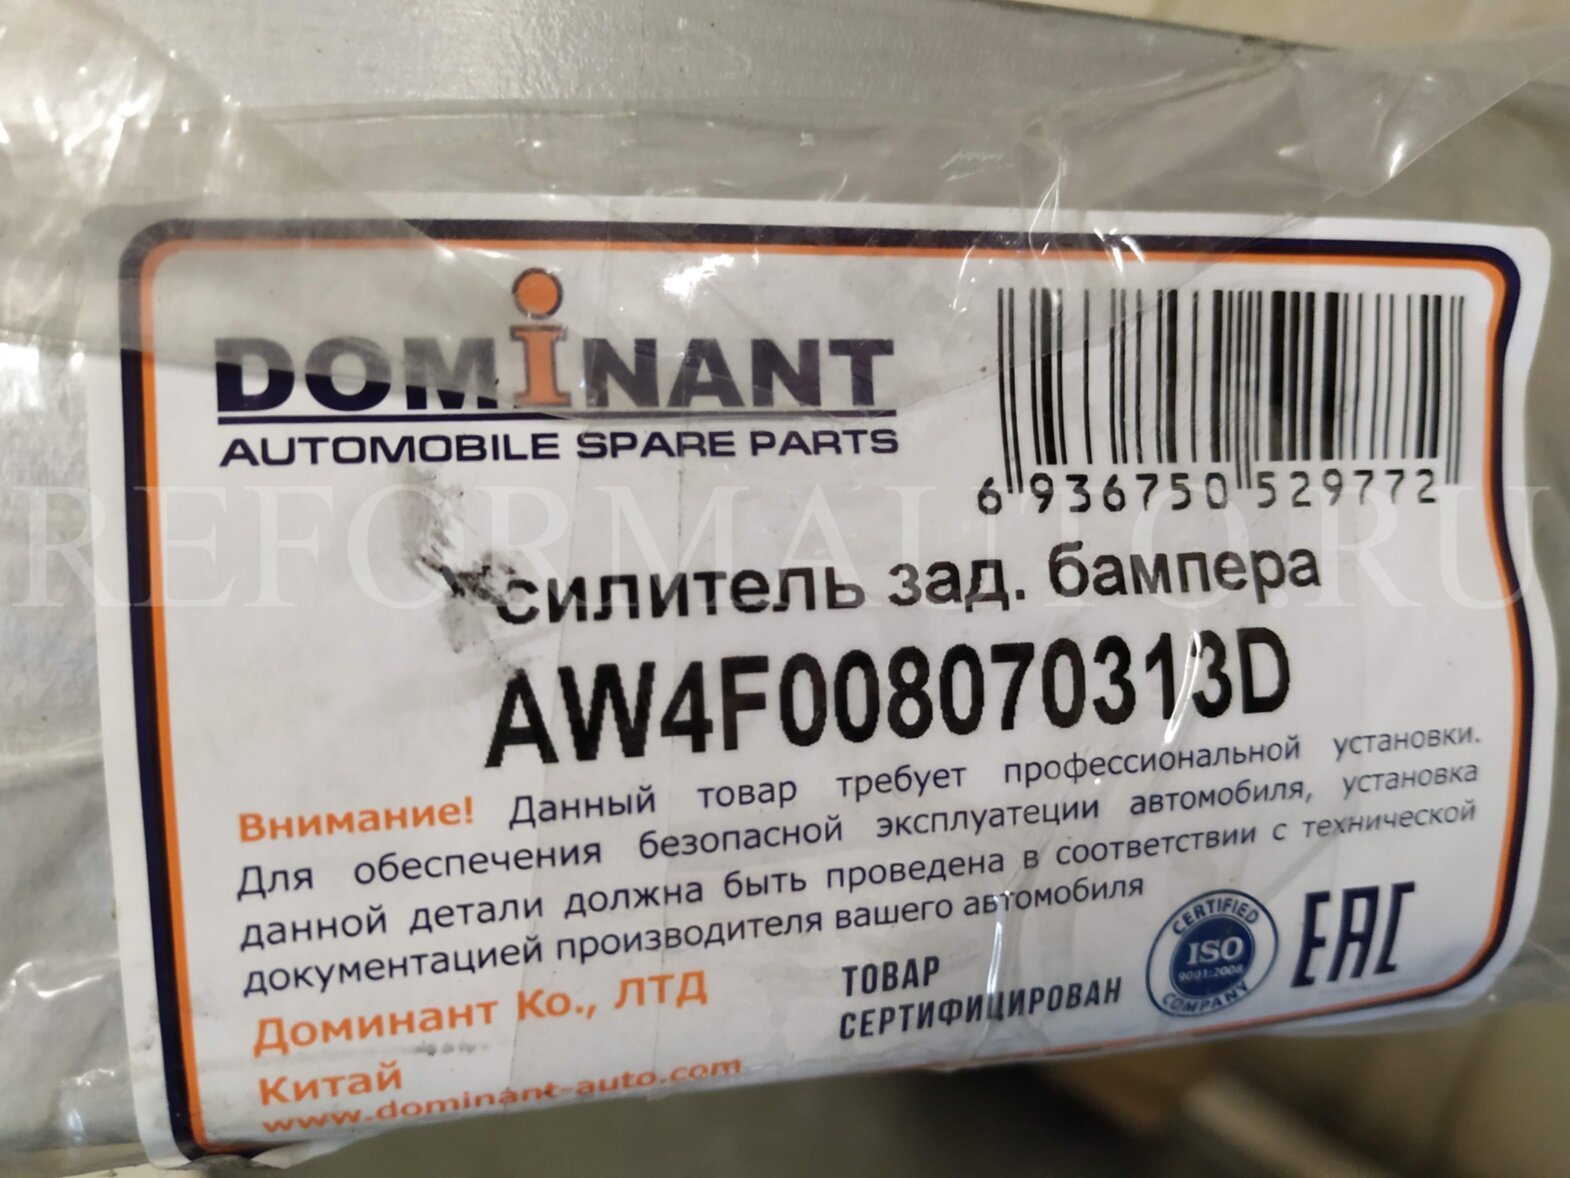 DOMiNANT
AUTOMOBILE SPARE PARTS
6 936750 529772
REFORMAUTO.RU
Усилитель зад. бампера
AW4F008070313D
Внимание! Данный товар требует профессиональной установки.
Для обеспечения безопасной эксплуатеции автомобиля, установка
данной детали должна быть проведена в соответствии с технической
документацией производителя вашего автомобиля
Доминант Ко., ЛТД
Китай
www.dominant-auto.com
ТОВАР
СЕРТИФИЦИРОВАН
CERTIFIED
ISO
9001:2008
COMPANY
EAC